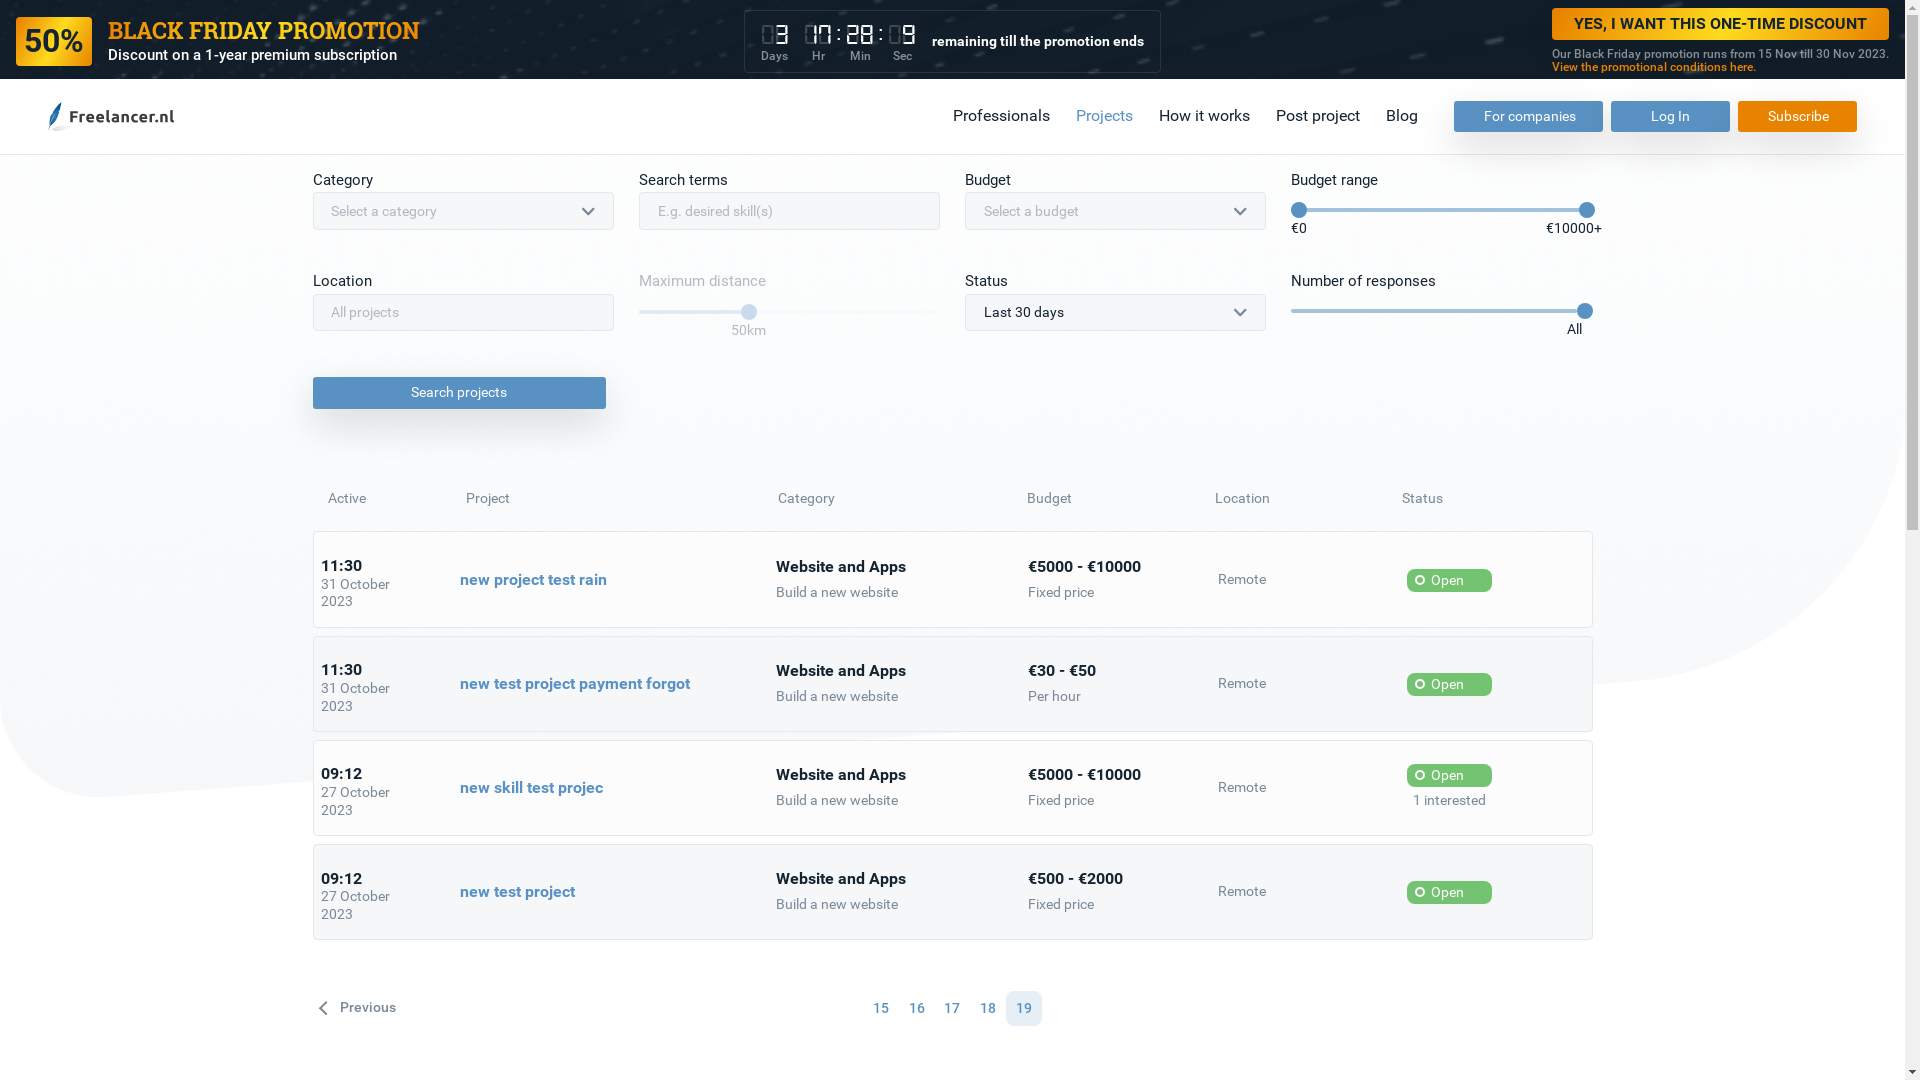 50%
BLACK FRIDAY PROMOTION
Discount on a 1-year premium subscription
3 17 : 28 : 9
Days Hr Min Sec
remaining till the promotion ends
YES, I WANT THIS ONE-TIME DISCOUNT
Our Black Friday promotion runs from 15 Nov till 30 Nov 2023.
View the promotional conditions here.
Freelancer.nl
Professionals Projects How it works Post project Blog For companies Log In Subscribe
Category Search terms Budget Budget range
Select a category E.g. desired skill(s) Select a budget
€0 €10000+
Location Maximum distance Status Number of responses
All projects Last 30 days
50km All
Search projects
Active Project Category Budget Location Status
11:30
31 October
2023
new project test rain
Website and Apps
Build a new website
€5000 - €10000
Fixed price
Remote
Open
11:30
31 October
2023
new test project payment forgot
Website and Apps
Build a new website
€30 - €50
Per hour
Remote
Open
09:12
27 October
2023
new skill test projec
Website and Apps
Build a new website
€5000 - €10000
Fixed price
Remote
Open
1 interested
09:12
27 October
2023
new test project
Website and Apps
Build a new website
€500 - €2000
Fixed price
Remote
Open
Previous 15 16 17 18 19